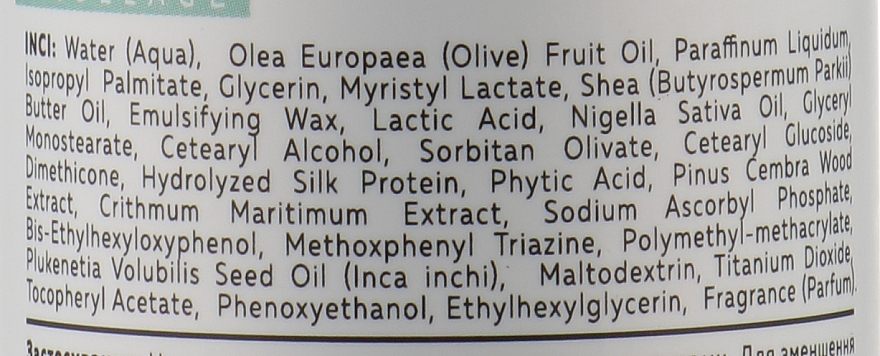 INCI: Water (Aqua), Olea Europaea (Olive) Fruit Oil, Paraffinum Liquidum,
Isopropyl Palmitate, Glycerin, Myristyl Lactate, Shea (Butyrospermum Parkii)
Butter Oil, Emulsifying Wax, Lactic Acid, Nigella Sativa Oil, Glyceryl
Monostearate, Cetearyl Alcohol, Sorbitan Olivate, Cetearyl Glucoside,
Dimethicone, Hydrolyzed Silk Protein, Phytic Acid, Pinus Cembra Wood
Extract, Crithmum Maritimum Extract, Sodium Ascorbyl Phosphate,
Bis-Ethylhexyloxyphenol, Methoxphenyl Triazine, Polymethyl-methacrylate,
Plukenetia Volubilis Seed Oil (Inca inchi), Maltodextrin, Titanium Dioxide,
Tocopheryl Acetate, Phenoxyethanol, Ethylhexylglycerin, Fragrance (Parfum).
Для зменшення